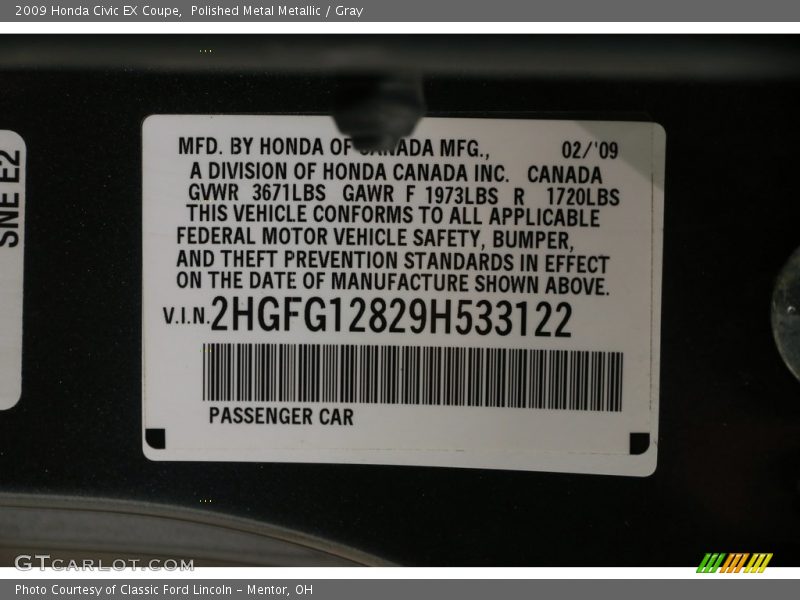 2009 Honda Civic EX Coupe, Polished Metal Metallic / Gray
SNE E2
MFD. BY HONDA OF CANADA MFG., 02/'09
A DIVISION OF HONDA CANADA INC. CANADA
GVWR 3671LBS GAWR F 1973LBS R 1720LBS
THIS VEHICLE CONFORMS TO ALL APPLICABLE
FEDERAL MOTOR VEHICLE SAFETY, BUMPER,
AND THEFT PREVENTION STANDARDS IN EFFECT
ON THE DATE OF MANUFACTURE SHOWN ABOVE.
V.I.N. 2HGFG12829H533122
PASSENGER CAR
GTCARLOT.COM
Photo Courtesy of Classic Ford Lincoln - Mentor, OH